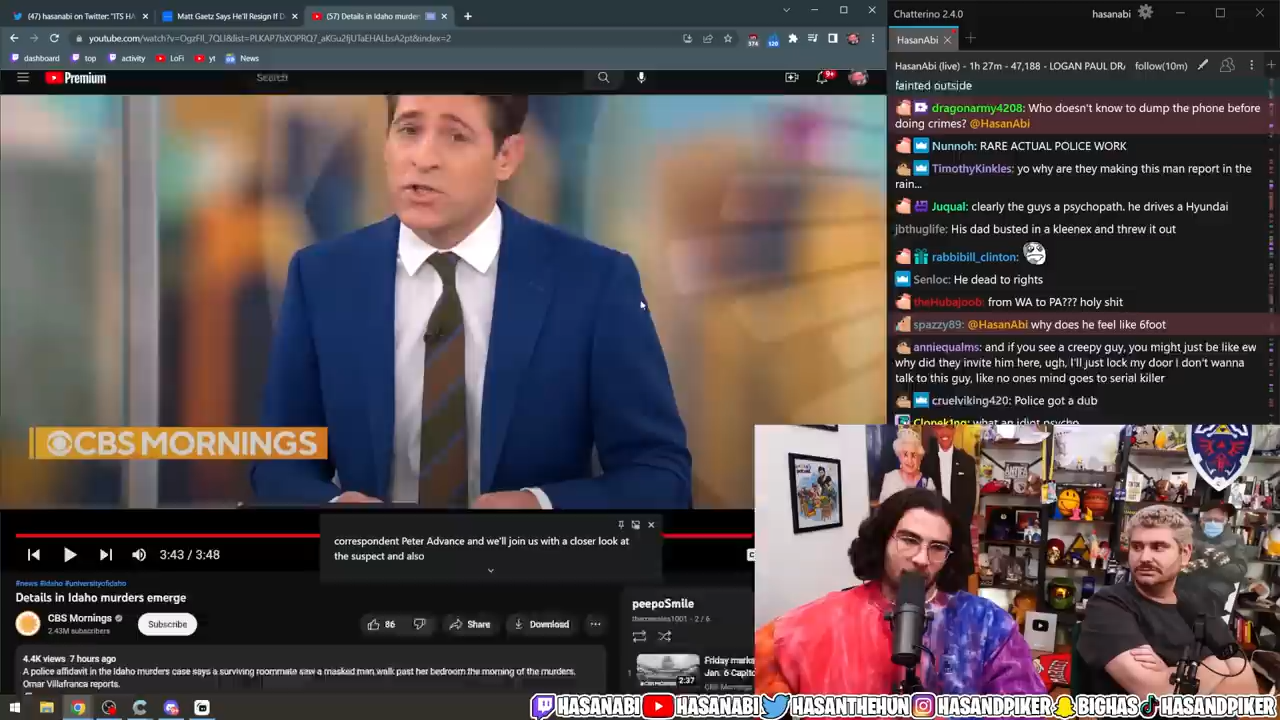 (47) hasanabi on Twitter: "ITS HA
Matt Gaetz Says He'll Resign If D
(57) Details in Idaho murder
youtube.com/watch?v=OgzFll_7QLI&list=PLKAP7bXOPRQ7_aKGu2fjUTaEHALbsA2pt&index=2
dashboard
top
activity
LoFi
yt
News
Premium
Search
9+
CBS MORNINGS
correspondent Peter Advance and we'll join us with a closer look at
the suspect and also
3:43 / 3:48
#news #idaho #universityofidaho
Details in Idaho murders emerge
CBS Mornings
2.43M subscribers
Subscribe
86
Share
Download
4.4K views 7 hours ago
A police affidavit in the Idaho murders case says a surviving roommate saw a masked man walk past her bedroom the morning of the murders.
Omar Villafranca reports.
peepoSmile
2 / 6
Friday marks
Jan. 6 Capito
CBS Mornings
2:37
Chatterino 2.4.0
hasanabi
HasanAbi
HasanAbi (live) - 1h 27m - 47,188 - LOGAN PAUL DRA
follow(10m)
fainted outside
dragonarmy4208: Who doesn't know to dump the phone before
doing crimes? @HasanAbi
Nunnoh: RARE ACTUAL POLICE WORK
TimothyKinkles: yo why are they making this man report in the
rain...
Juqual: clearly the guys a psychopath. he drives a Hyundai
jbthuglife: His dad busted in a kleenex and threw it out
rabbibill_clinton:
Senloc: He dead to rights
theHubajoob: from WA to PA??? holy shit
spazzy89: @HasanAbi why does he feel like 6foot
anniequalms: and if you see a creepy guy, you might just be like ew
why did they invite him here, ugh, I'll just lock my door I don't wanna
talk to this guy, like no ones mind goes to serial killer
cruelviking420: Police got a dub
Clonek1ng: what an idiot psycho
ANTIFA
HASANABI
HASANABI
HASANTHEHUN
HASANDPIKER
BIGHAS
HASANDPIKER